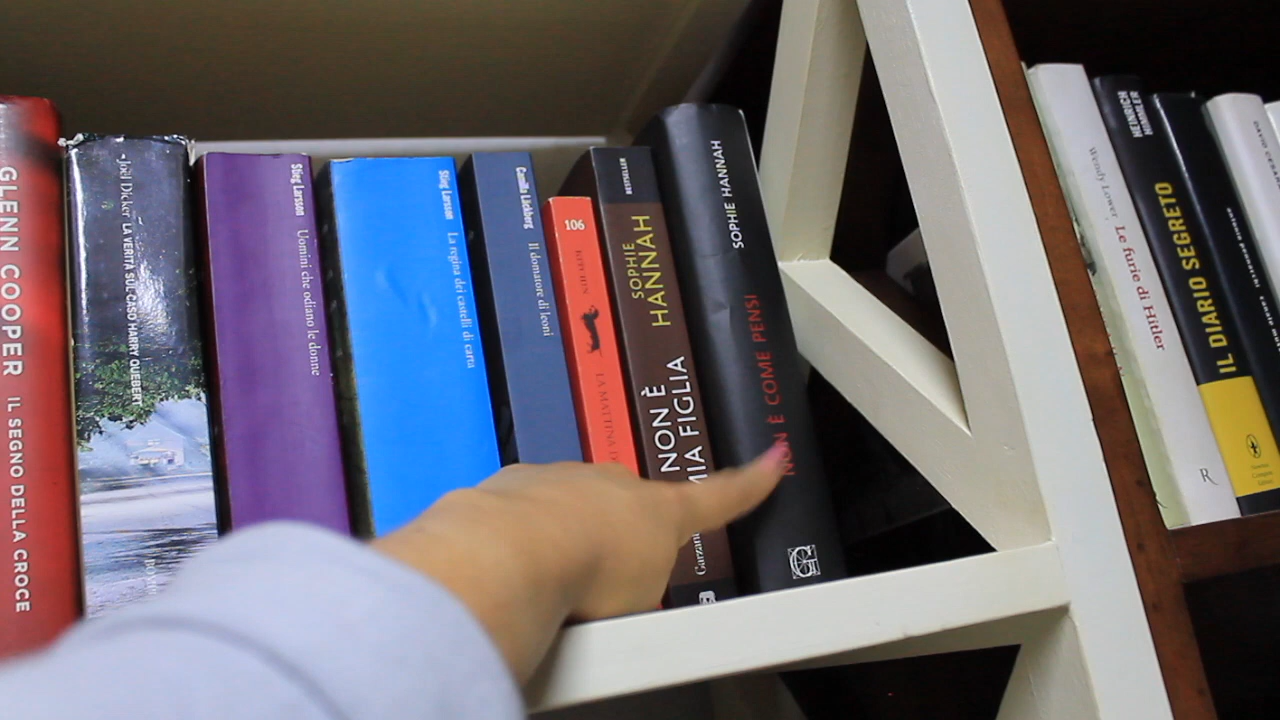 GLENN COOPER IL SEGNO DELLA CROCE
Joël Dicker LA VERITÀ SUL CASO HARRY QUEBERT
Stieg Larsson Uomini che odiano le donne
Stieg Larsson La regina dei castelli di carta
Camilla Läckberg Il domatore di leoni
106
LA MATTINA
BESTSELLER
SOPHIE
HANNAH
NON È
MIA FIGLIA
Garzanti
SOPHIE HANNAH NON È COME PENSI
G
Wendy Lower Le furie di Hitler
R
HEINRICH
HIMMLER
IL DIARIO SEGRETO